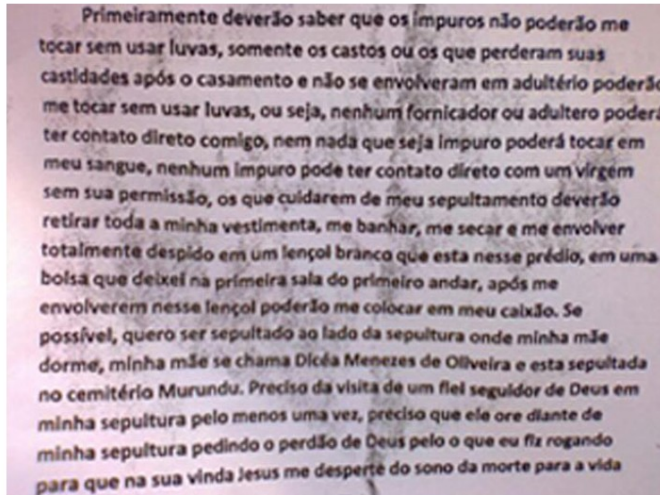 Primeiramente deverão saber que os impuros não poderão me
tocar sem usar luvas, somente os castos ou os que perderam suas
castidades após o casamento e não se envolveram em adultério poderão
me tocar sem usar luvas, ou seja, nenhum fornicador ou adultero poderá
ter contato direto comigo, nem nada que seja impuro poderá tocar em
meu sangue, nenhum impuro pode ter contato direto com um virgem
sem sua permissão, os que cuidarem de meu sepultamento deverão
retirar toda a minha vestimenta, me banhar, me secar e me envolver
totalmente despido em um lençol branco que esta nesse prédio, em uma
bolsa que deixei na primeira sala do primeiro andar, após me
envolverem nesse lençol poderão me colocar em meu caixão. Se
possível, quero ser sepultado ao lado da sepultura onde minha mãe
dorme, minha mãe se chama Dicéa Menezes de Oliveira e esta sepultada
no cemitério Murundu. Preciso da visita de um fiel seguidor de Deus em
minha sepultura pelo menos uma vez, preciso que ele ore diante de
minha sepultura pedindo o perdão de Deus pelo o que eu fiz rogando
para que na sua vinda Jesus me desperte do sono da morte para a vida